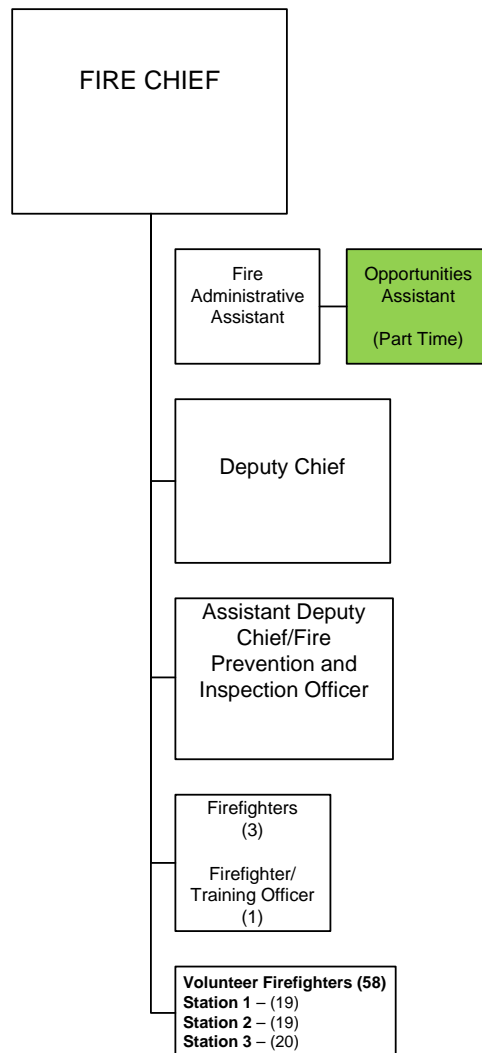 FIRE CHIEF
Fire
Administrative
Assistant
Opportunities
Assistant
(Part Time)
Deputy Chief
Assistant Deputy
Chief/Fire
Prevention and
Inspection Officer
Firefighters
(3)
Firefighter/
Training Officer
(1)
Volunteer Firefighters (58)
Station 1 – (19)
Station 2 – (19)
Station 3 – (20)